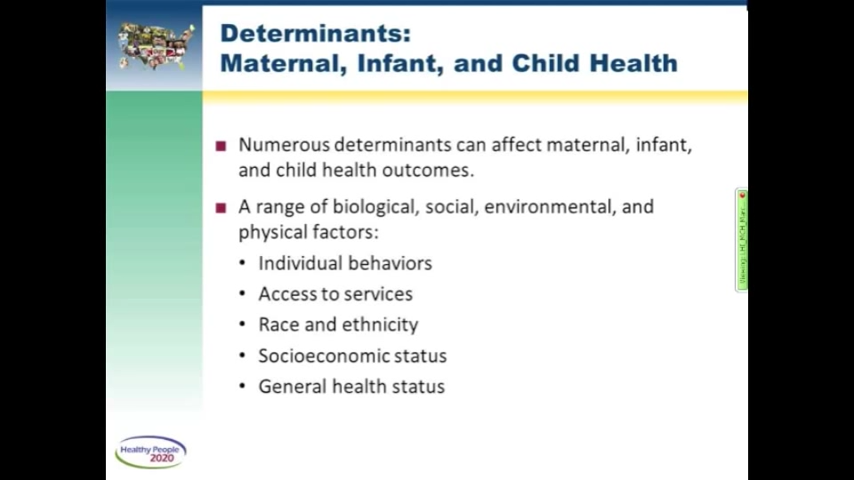 Determinants:
Maternal, Infant, and Child Health
■ Numerous determinants can affect maternal, infant,
and child health outcomes.
■ A range of biological, social, environmental, and
physical factors:
• Individual behaviors
• Access to services
• Race and ethnicity
• Socioeconomic status
• General health status
Healthy People
2020